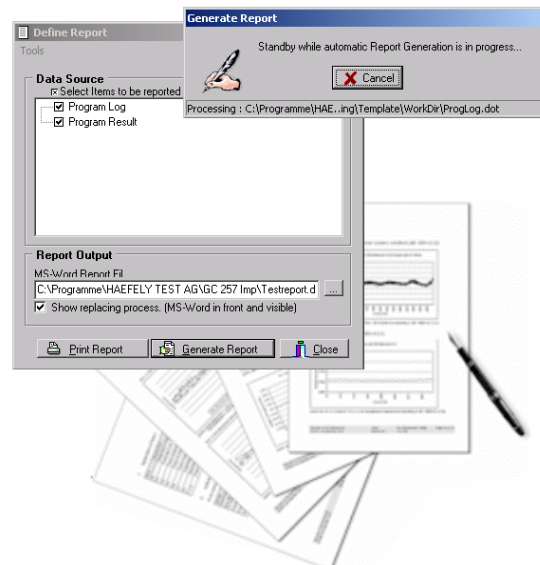 Generate Report
Standby while automatic Report Generation is in progress...
Cancel
Processing : C:\Programme\HAE..ing\Template\WorkDir\ProgLog.dot
Define Report
Tools
Data Source
Select Items to be reported
Program Log
Program Result
Report Output
MS-Word Report Fil
C:\Programme\HAEFELY TEST AG\GC 257 Imp\Testreport.d
...
Show replacing process. (MS-Word in front and visible)
Print Report
Generate Report
Close